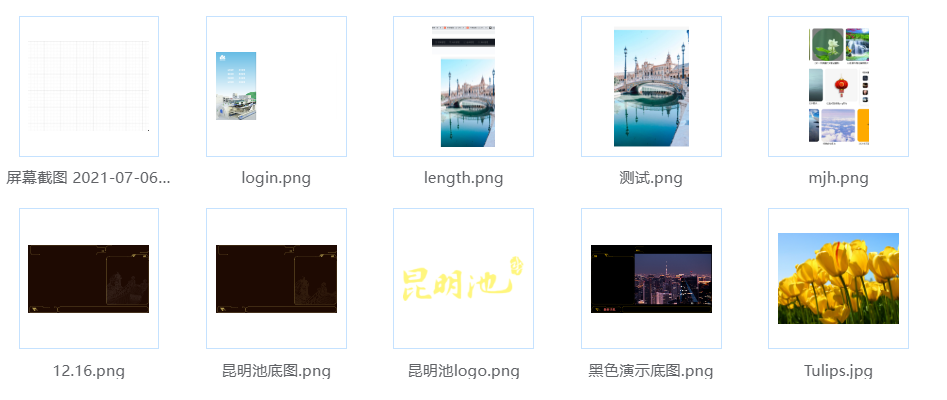 屏幕截图 2021-07-06...
login.png
length.png
测试.png
mjh.png
昆明池
12.16.png
昆明池底图.png
昆明池logo.png
黑色演示底图.png
Tulips.jpg